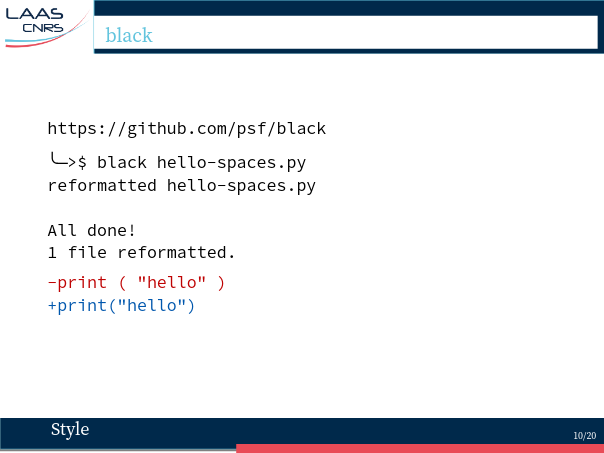 LAAS
CNRS
black
https://github.com/psf/black
╰─>$ black hello-spaces.py
reformatted hello-spaces.py
All done!
1 file reformatted.
-print ( "hello" )
+print("hello")
Style
10/20